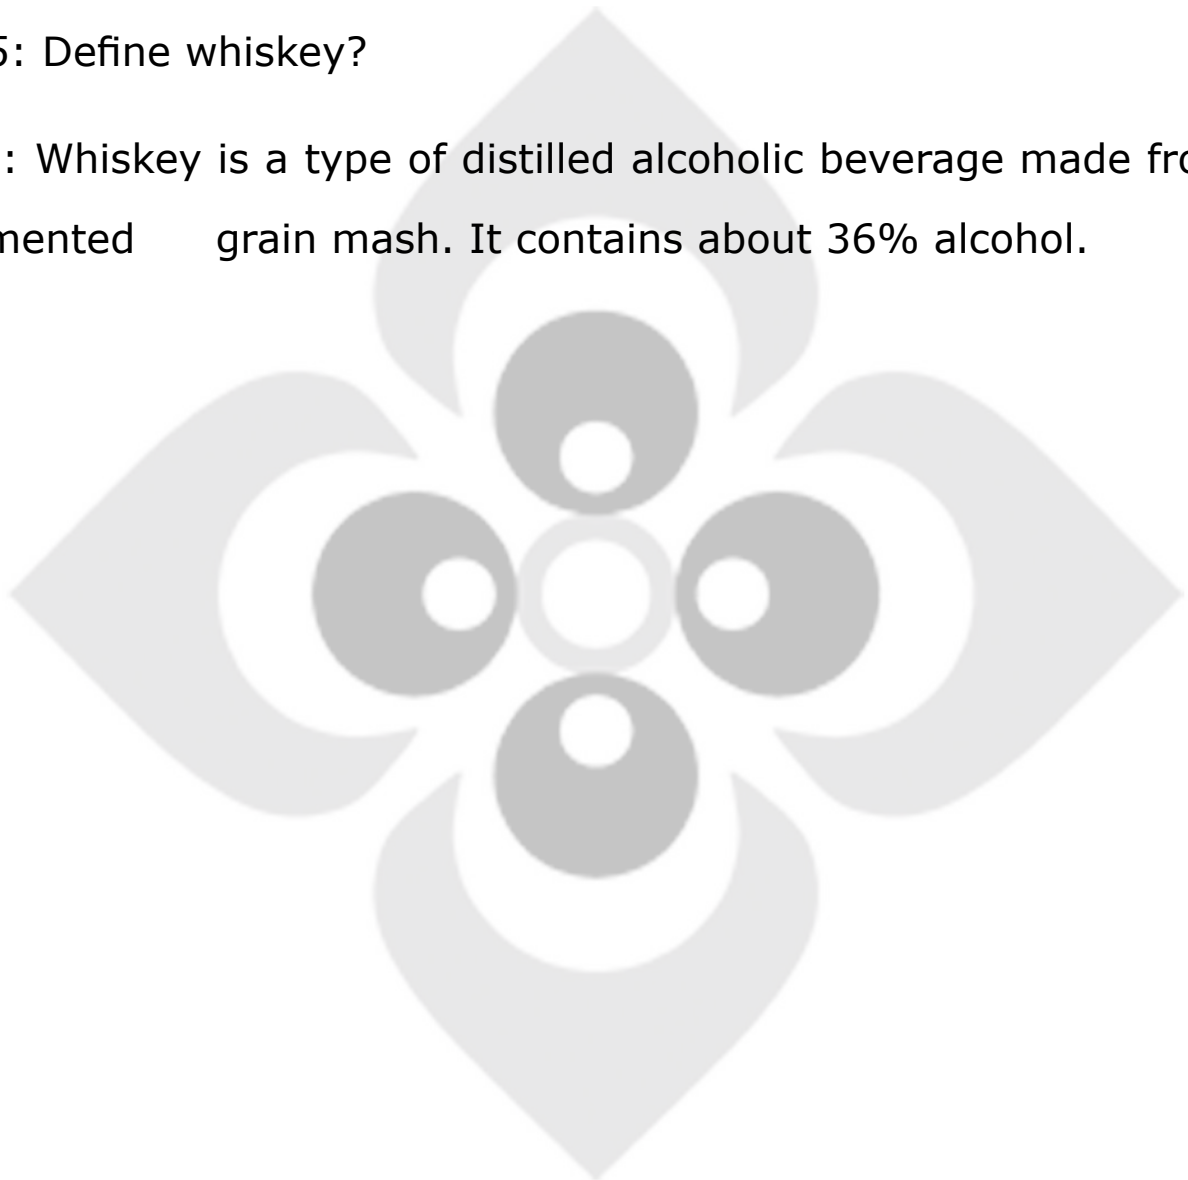 5: Define whiskey?
: Whiskey is a type of distilled alcoholic beverage made fro
mented grain mash. It contains about 36% alcohol.